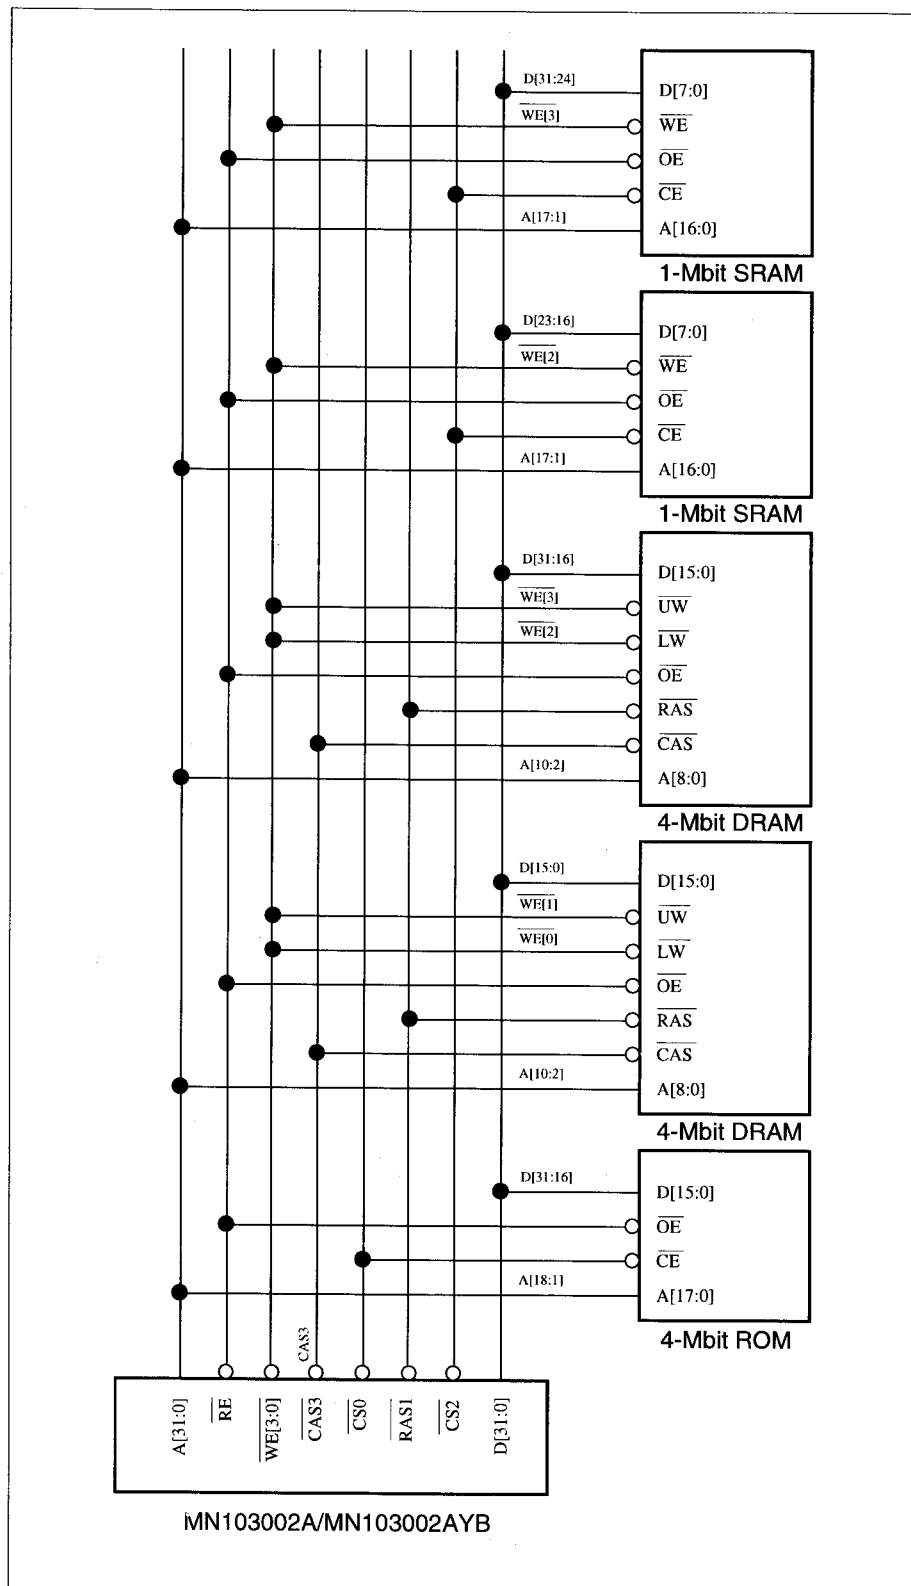 D[31:24] D[7:0]
WE[3] WE
OE
CE
A[17:1] A[16:0]
1-Mbit SRAM
D[23:16] D[7:0]
WE[2] WE
OE
CE
A[17:1] A[16:0]
1-Mbit SRAM
D[31:16] D[15:0]
WE[3] UW
WE[2] LW
OE
RAS
CAS
A[10:2] A[8:0]
4-Mbit DRAM
D[15:0] D[15:0]
WE[1] UW
WE[0] LW
OE
RAS
CAS
A[10:2] A[8:0]
4-Mbit DRAM
D[31:16] D[15:0]
OE
CE
A[18:1] A[17:0]
4-Mbit ROM
CAS3
A[31:0] RE WE[3:0] CAS3 CS0 RAS1 CS2 D[31:0]
MN103002A/MN103002AYB